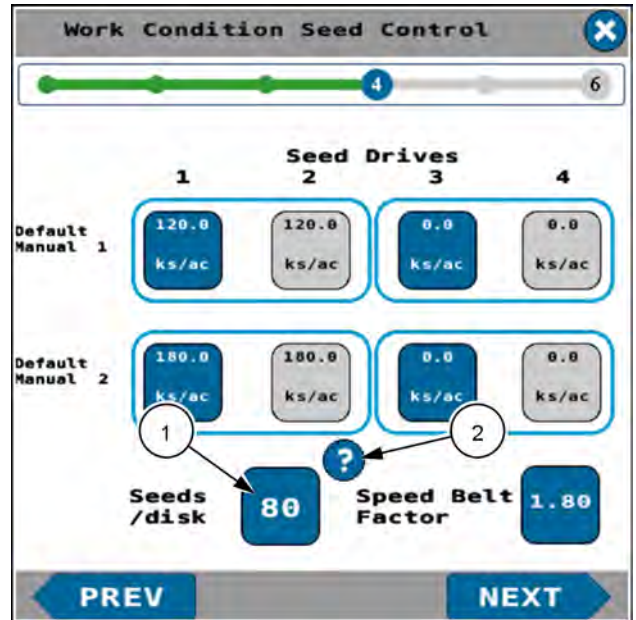 Work Condition Seed Control
4 6
Seed Drives
1 2 3 4
Default
Manual 1
120.0
ks/ac
120.0
ks/ac
0.0
ks/ac
0.0
ks/ac
Default
Manual 2
180.0
ks/ac
180.0
ks/ac
0.0
ks/ac
0.0
ks/ac
1
2
?
Seeds
/disk
80
Speed Belt
Factor
1.80
PREV
NEXT